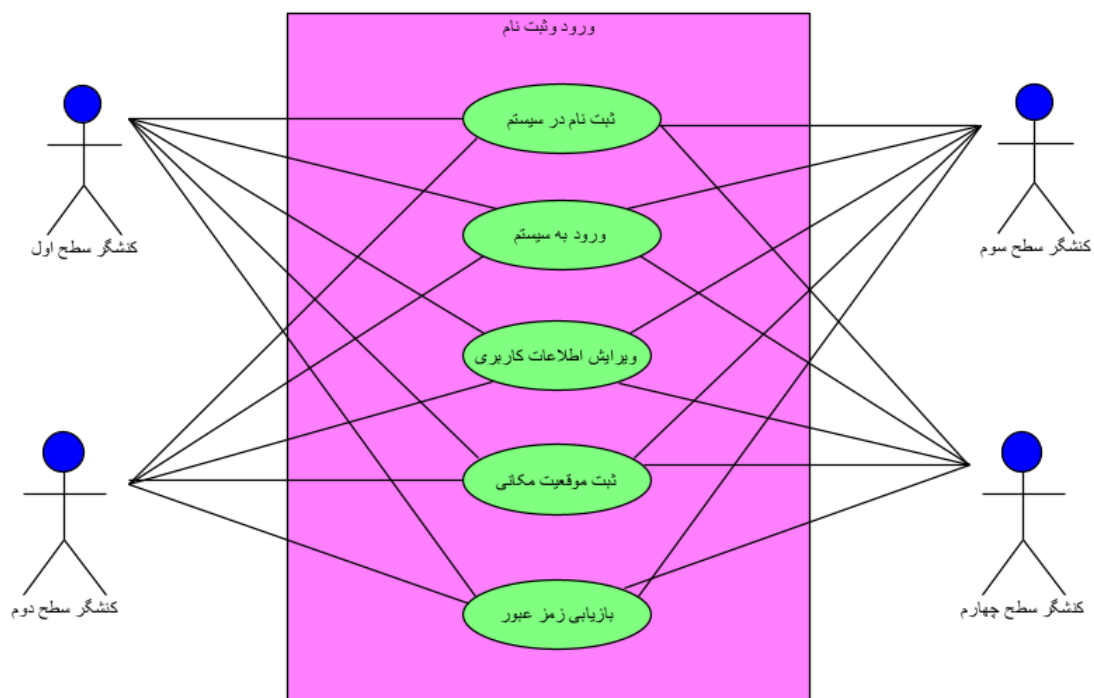 ورود وثبت نام
ثبت نام در سیستم
ورود به سیستم
ویرایش اطلاعات کاربری
ثبت موقعیت مکانی
بازیابی زمز عبور
کنشگر سطح اول
کنشگر سطح سوم
کنشگر سطح دوم
کنشگر سطح چهارم